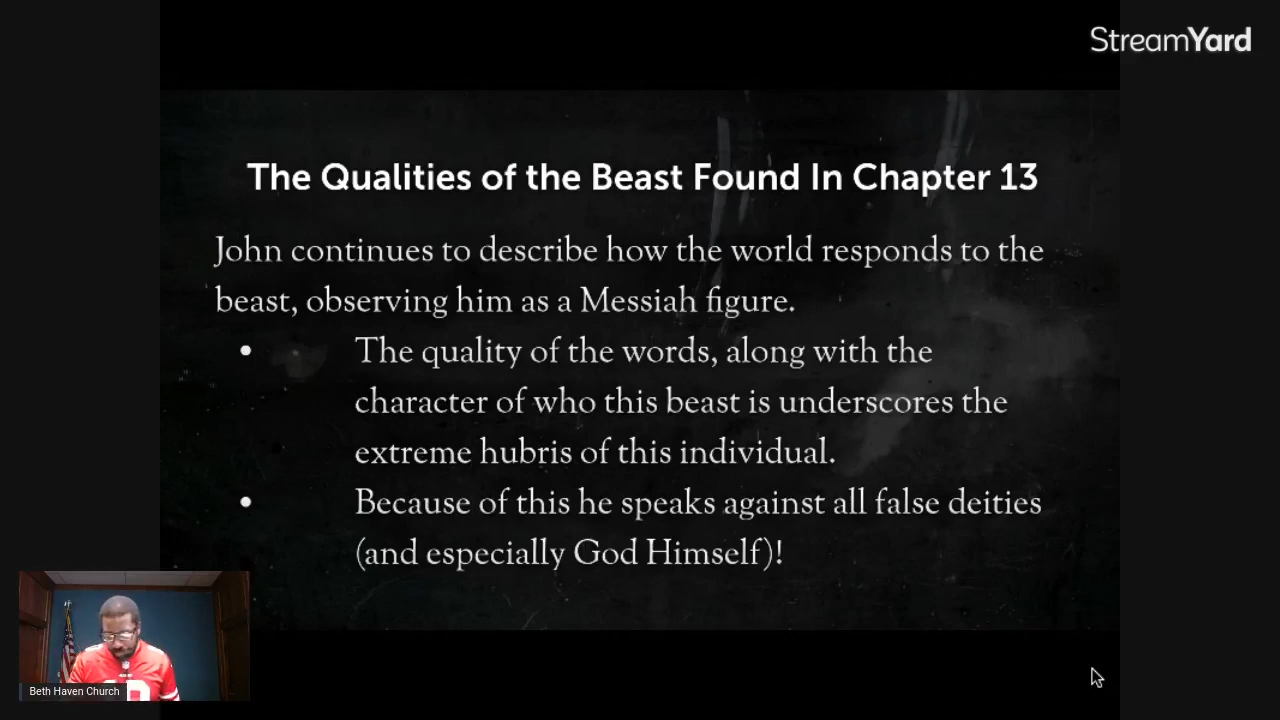 StreamYard
The Qualities of the Beast Found In Chapter 13
John continues to describe how the world responds to the
beast, observing him as a Messiah figure.
• The quality of the words, along with the
character of who this beast is underscores the
extreme hubris of this individual.
• Because of this he speaks against all false deities
(and especially God Himself)!
Beth Haven Church